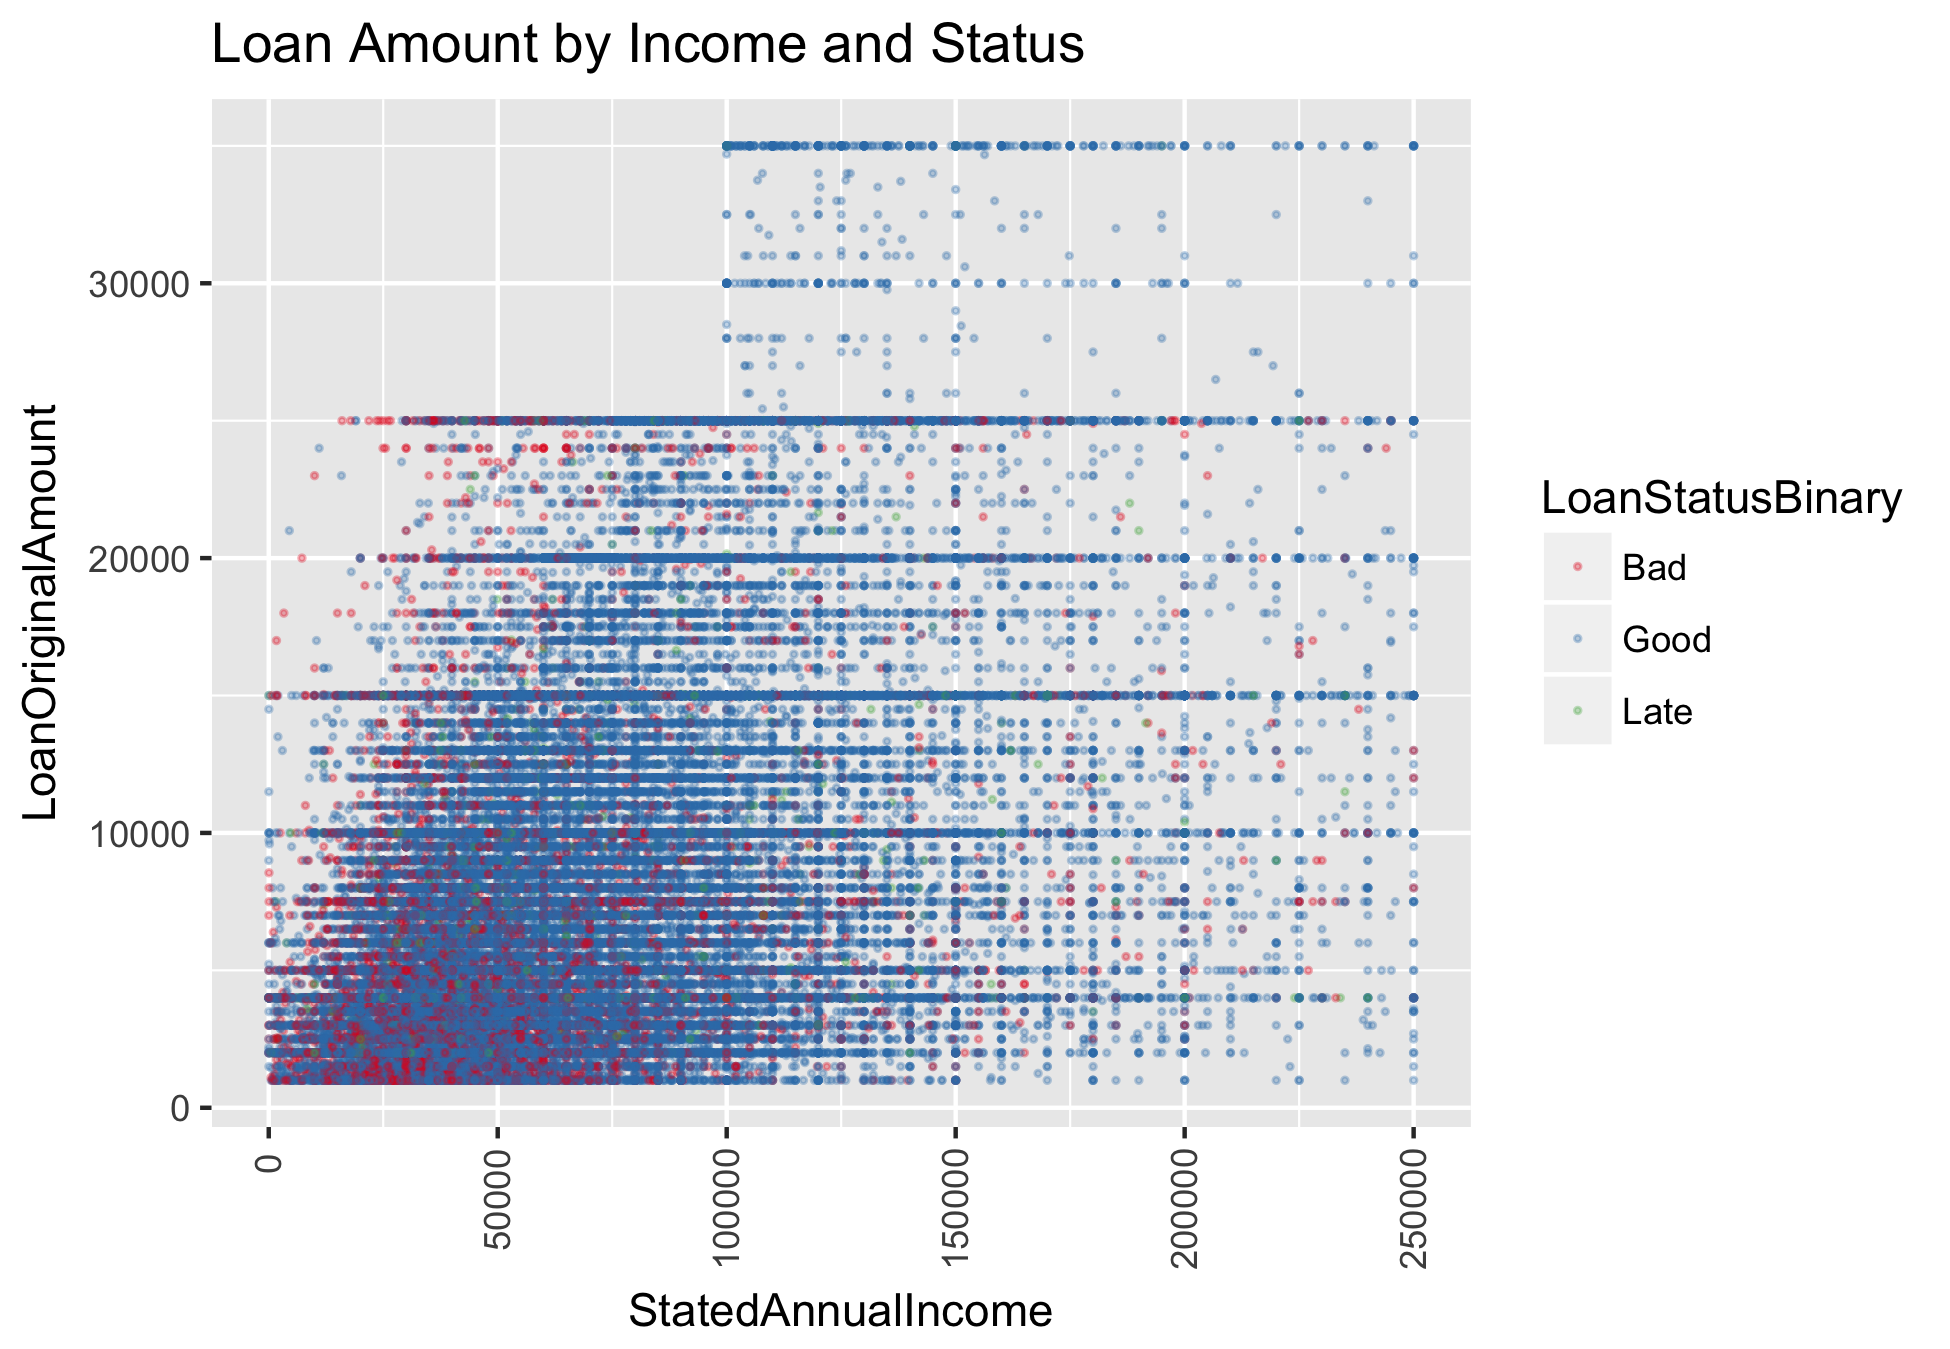 Loan Amount by Income and Status
LoanOriginalAmount
30000
20000
10000
0
0
50000
100000
150000
200000
250000
StatedAnnualIncome
LoanStatusBinary
Bad
Good
Late